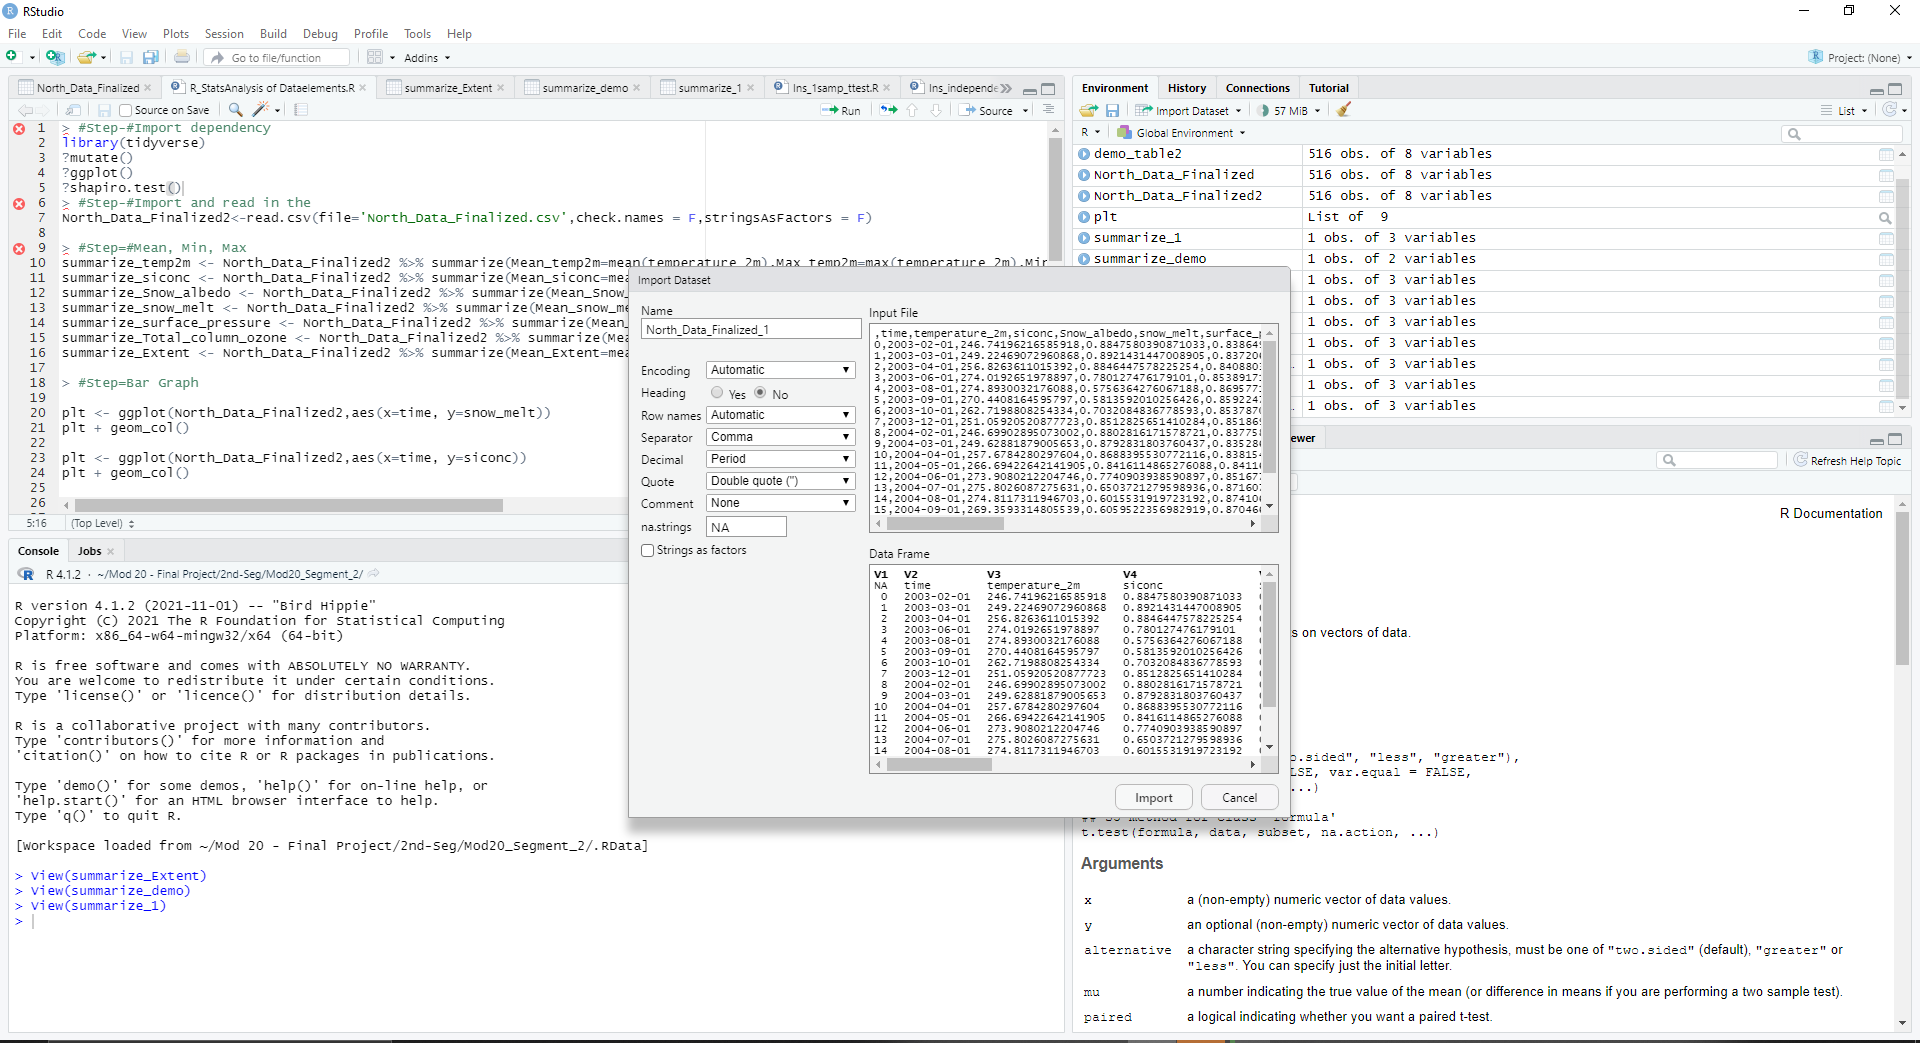 RStudio
File Edit Code View Plots Session Build Debug Profile Tools Help
Go to file/function Addins Project: (None)
North_Data_Finalized R_StatsAnalysis of Dataelements.R summarize_Extent summarize_demo summarize_1 Ins_1samp_ttest.R Ins_independe
Source on Save Run Source
1 > #Step-#Import dependency
2 library(tidyverse)
3 ?mutate()
4 ?ggplot()
5 ?shapiro.test()
6 > #Step-#Import and read in the
7 North_Data_Finalized2<-read.csv(file='North_Data_Finalized.csv',check.names = F,stringsAsFactors = F)
8
9 > #Step=#Mean, Min, Max
10 summarize_temp2m <- North_Data_Finalized2 %>% summarize(Mean_temp2m=mean(temperature_2m),Max_temp2m=max(temperature_2m),Mir
11 summarize_siconc <- North_Data_Finalized2 %>% summarize(Mean_siconc=mea
12 summarize_Snow_albedo <- North_Data_Finalized2 %>% summarize(Mean_Snow_
13 summarize_Snow_melt <- North_Data_Finalized2 %>% summarize(Mean_snow_me
14 summarize_surface_pressure <- North_Data_Finalized2 %>% summarize(Mean_
15 summarize_Total_column_ozone <- North_Data_Finalized2 %>% summarize(Mea
16 summarize_Extent <- North_Data_Finalized2 %>% summarize(Mean_Extent=mea
17
18 > #Step=Bar Graph
19
20 plt <- ggplot(North_Data_Finalized2,aes(x=time, y=snow_melt))
21 plt + geom_col()
22
23 plt <- ggplot(North_Data_Finalized2,aes(x=time, y=siconc))
24 plt + geom_col()
25
26
5:16 (Top Level)
Console Jobs
R 4.1.2 · ~/Mod 20 - Final Project/2nd-Seg/Mod20_Segment_2/
R version 4.1.2 (2021-11-01) -- "Bird Hippie"
Copyright (C) 2021 The R Foundation for Statistical Computing
Platform: x86_64-w64-mingw32/x64 (64-bit)
R is free software and comes with ABSOLUTELY NO WARRANTY.
You are welcome to redistribute it under certain conditions.
Type 'license()' or 'licence()' for distribution details.
R is a collaborative project with many contributors.
Type 'contributors()' for more information and
'citation()' on how to cite R or R packages in publications.
Type 'demo()' for some demos, 'help()' for on-line help, or
'help.start()' for an HTML browser interface to help.
Type 'q()' to quit R.
[Workspace loaded from ~/Mod 20 - Final Project/2nd-Seg/Mod20_Segment_2/.RData]
> View(summarize_Extent)
> View(summarize_demo)
> View(summarize_1)
>
Import Dataset
Name
North_Data_Finalized_1
Encoding Automatic
Heading Yes No
Row names Automatic
Separator Comma
Decimal Period
Quote Double quote (")
Comment None
na.strings NA
Strings as factors
Input File
,time,temperature_2m,siconc,Snow_albedo,snow_melt,surface_p
0,2003-02-01,246.74196216585918,0.8847580390871033,0.83864
1,2003-03-01,249.22469072960868,0.8921431447008905,0.83720
2,2003-04-01,256.8263611015392,0.8846447578225254,0.840880
3,2003-06-01,274.0192651978897,0.780127476179101,0.8538917
4,2003-08-01,274.8930032176088,0.5756364276067188,0.869577
5,2003-09-01,270.4408164595797,0.5813592010256426,0.859224
6,2003-10-01,262.7198808254334,0.7032084836778593,0.853787
7,2003-12-01,251.05920520877723,0.8512825651410284,0.85186
8,2004-02-01,246.69902895073002,0.8802816171578721,0.83775
9,2004-03-01,249.62881879005653,0.8792831803760437,0.83528
10,2004-04-01,257.6784280297604,0.8688395530772116,0.83815
11,2004-05-01,266.69422642141905,0.8416114865276088,0.8411
12,2004-06-01,273.9080212204746,0.7740903938590897,0.85167
13,2004-07-01,275.8026087275631,0.6503721279598936,0.87160
14,2004-08-01,274.8117311946703,0.6015531919723192,0.87410
15,2004-09-01,269.3593314805539,0.6059522356982919,0.87046
Data Frame
V1 V2 V3 V4
NA time temperature_2m siconc
0 2003-02-01 246.74196216585918 0.8847580390871033
1 2003-03-01 249.22469072960868 0.8921431447008905
2 2003-04-01 256.8263611015392 0.8846447578225254
3 2003-06-01 274.0192651978897 0.780127476179101
4 2003-08-01 274.8930032176088 0.5756364276067188
5 2003-09-01 270.4408164595797 0.5813592010256426
6 2003-10-01 262.7198808254334 0.7032084836778593
7 2003-12-01 251.05920520877723 0.8512825651410284
8 2004-02-01 246.69902895073002 0.8802816171578721
9 2004-03-01 249.62881879005653 0.8792831803760437
10 2004-04-01 257.6784280297604 0.8688395530772116
11 2004-05-01 266.69422642141905 0.8416114865276088
12 2004-06-01 273.9080212204746 0.7740903938590897
13 2004-07-01 275.8026087275631 0.6503721279598936
14 2004-08-01 274.8117311946703 0.6015531919723192
Import Cancel
Environment History Connections Tutorial
Import Dataset 57 MiB List
R Global Environment
demo_table2 516 obs. of 8 variables
North_Data_Finalized 516 obs. of 8 variables
North_Data_Finalized2 516 obs. of 8 variables
plt List of 9
summarize_1 1 obs. of 3 variables
summarize_demo 1 obs. of 2 variables
1 obs. of 3 variables
1 obs. of 3 variables
1 obs. of 3 variables
1 obs. of 3 variables
1 obs. of 3 variables
1 obs. of 3 variables
1 obs. of 3 variables
ewer
Refresh Help Topic
R Documentation
s on vectors of data.
o.sided", "less", "greater"),
LSE, var.equal = FALSE,
...)
## S3 method for class 'formula'
t.test(formula, data, subset, na.action, ...)
Arguments
x a (non-empty) numeric vector of data values.
y an optional (non-empty) numeric vector of data values.
alternative a character string specifying the alternative hypothesis, must be one of "two.sided" (default), "greater" or
"less". You can specify just the initial letter.
mu a number indicating the true value of the mean (or difference in means if you are performing a two sample test).
paired a logical indicating whether you want a paired t-test.